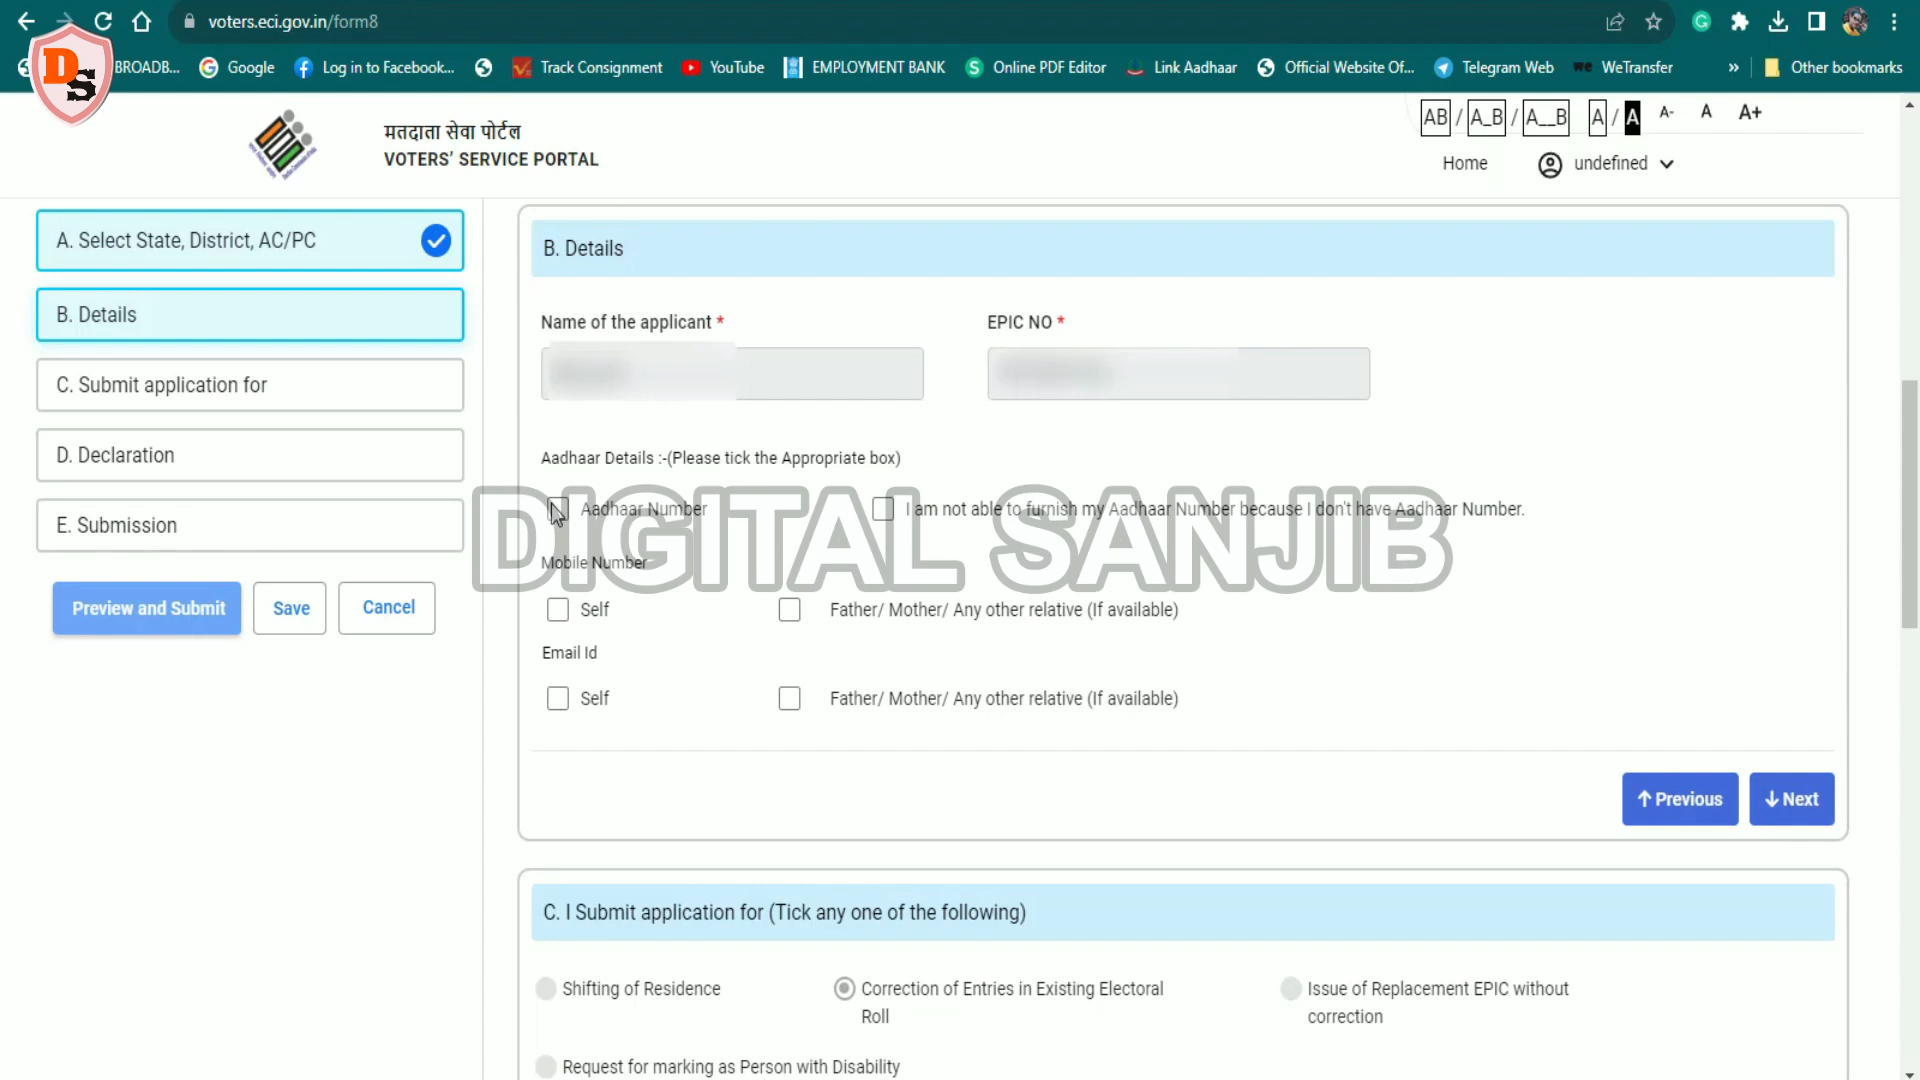 voters.eci.gov.in/form8
DS
BROADB...
Google
Log in to Facebook...
Track Consignment
YouTube
EMPLOYMENT BANK
Online PDF Editor
Link Aadhaar
Official Website Of...
Telegram Web
WeTransfer
»
Other bookmarks
मतदाता सेवा पोर्टल
VOTERS' SERVICE PORTAL
AB / A_B / A__B A / A A- A A+
Home
undefined
A. Select State, District, AC/PC
B. Details
C. Submit application for
D. Declaration
E. Submission
Preview and Submit
Save
Cancel
B. Details
Name of the applicant *
EPIC NO *
Aadhaar Details :-(Please tick the Appropriate box)
Aadhaar Number
I am not able to furnish my Aadhaar Number because I don't have Aadhaar Number.
DIGITAL SANJIB
Mobile Number
Self
Father/ Mother/ Any other relative (If available)
Email Id
Self
Father/ Mother/ Any other relative (If available)
Previous
Next
C. I Submit application for (Tick any one of the following)
Shifting of Residence
Correction of Entries in Existing Electoral
Roll
Issue of Replacement EPIC without
correction
Request for marking as Person with Disability